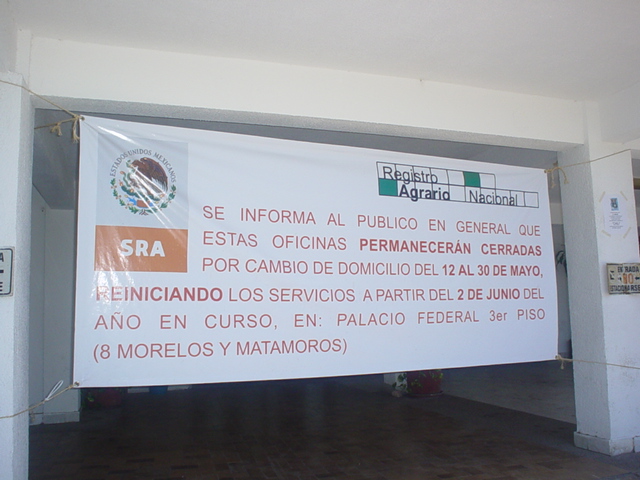 ESTADOS UNIDOS MEXICANOS
SRA
Registro
Agrario Nacional
SE INFORMA AL PUBLICO EN GENERAL QUE
ESTAS OFICINAS PERMANECERÁN CERRADAS
POR CAMBIO DE DOMICILIO DEL 12 AL 30 DE MAYO,
REINICIANDO LOS SERVICIOS A PARTIR DEL 2 DE JUNIO DEL
AÑO EN CURSO, EN: PALACIO FEDERAL 3er PISO
(8 MORELOS Y MATAMOROS)